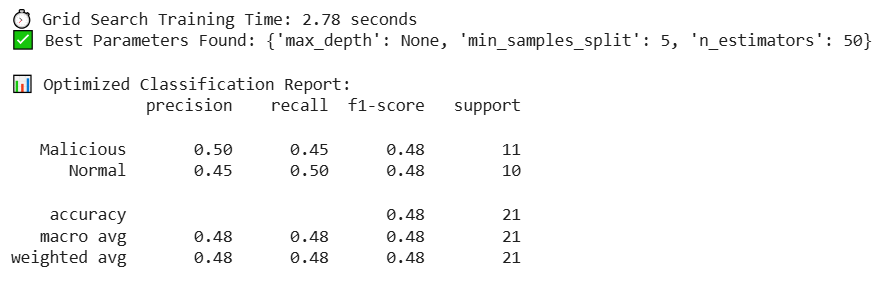 ⏱ Grid Search Training Time: 2.78 seconds
✅ Best Parameters Found: {'max_depth': None, 'min_samples_split': 5, 'n_estimators': 50}
📊 Optimized Classification Report:
precision recall f1-score support
Malicious 0.50 0.45 0.48 11
Normal 0.45 0.50 0.48 10
accuracy 0.48 21
macro avg 0.48 0.48 0.48 21
weighted avg 0.48 0.48 0.48 21